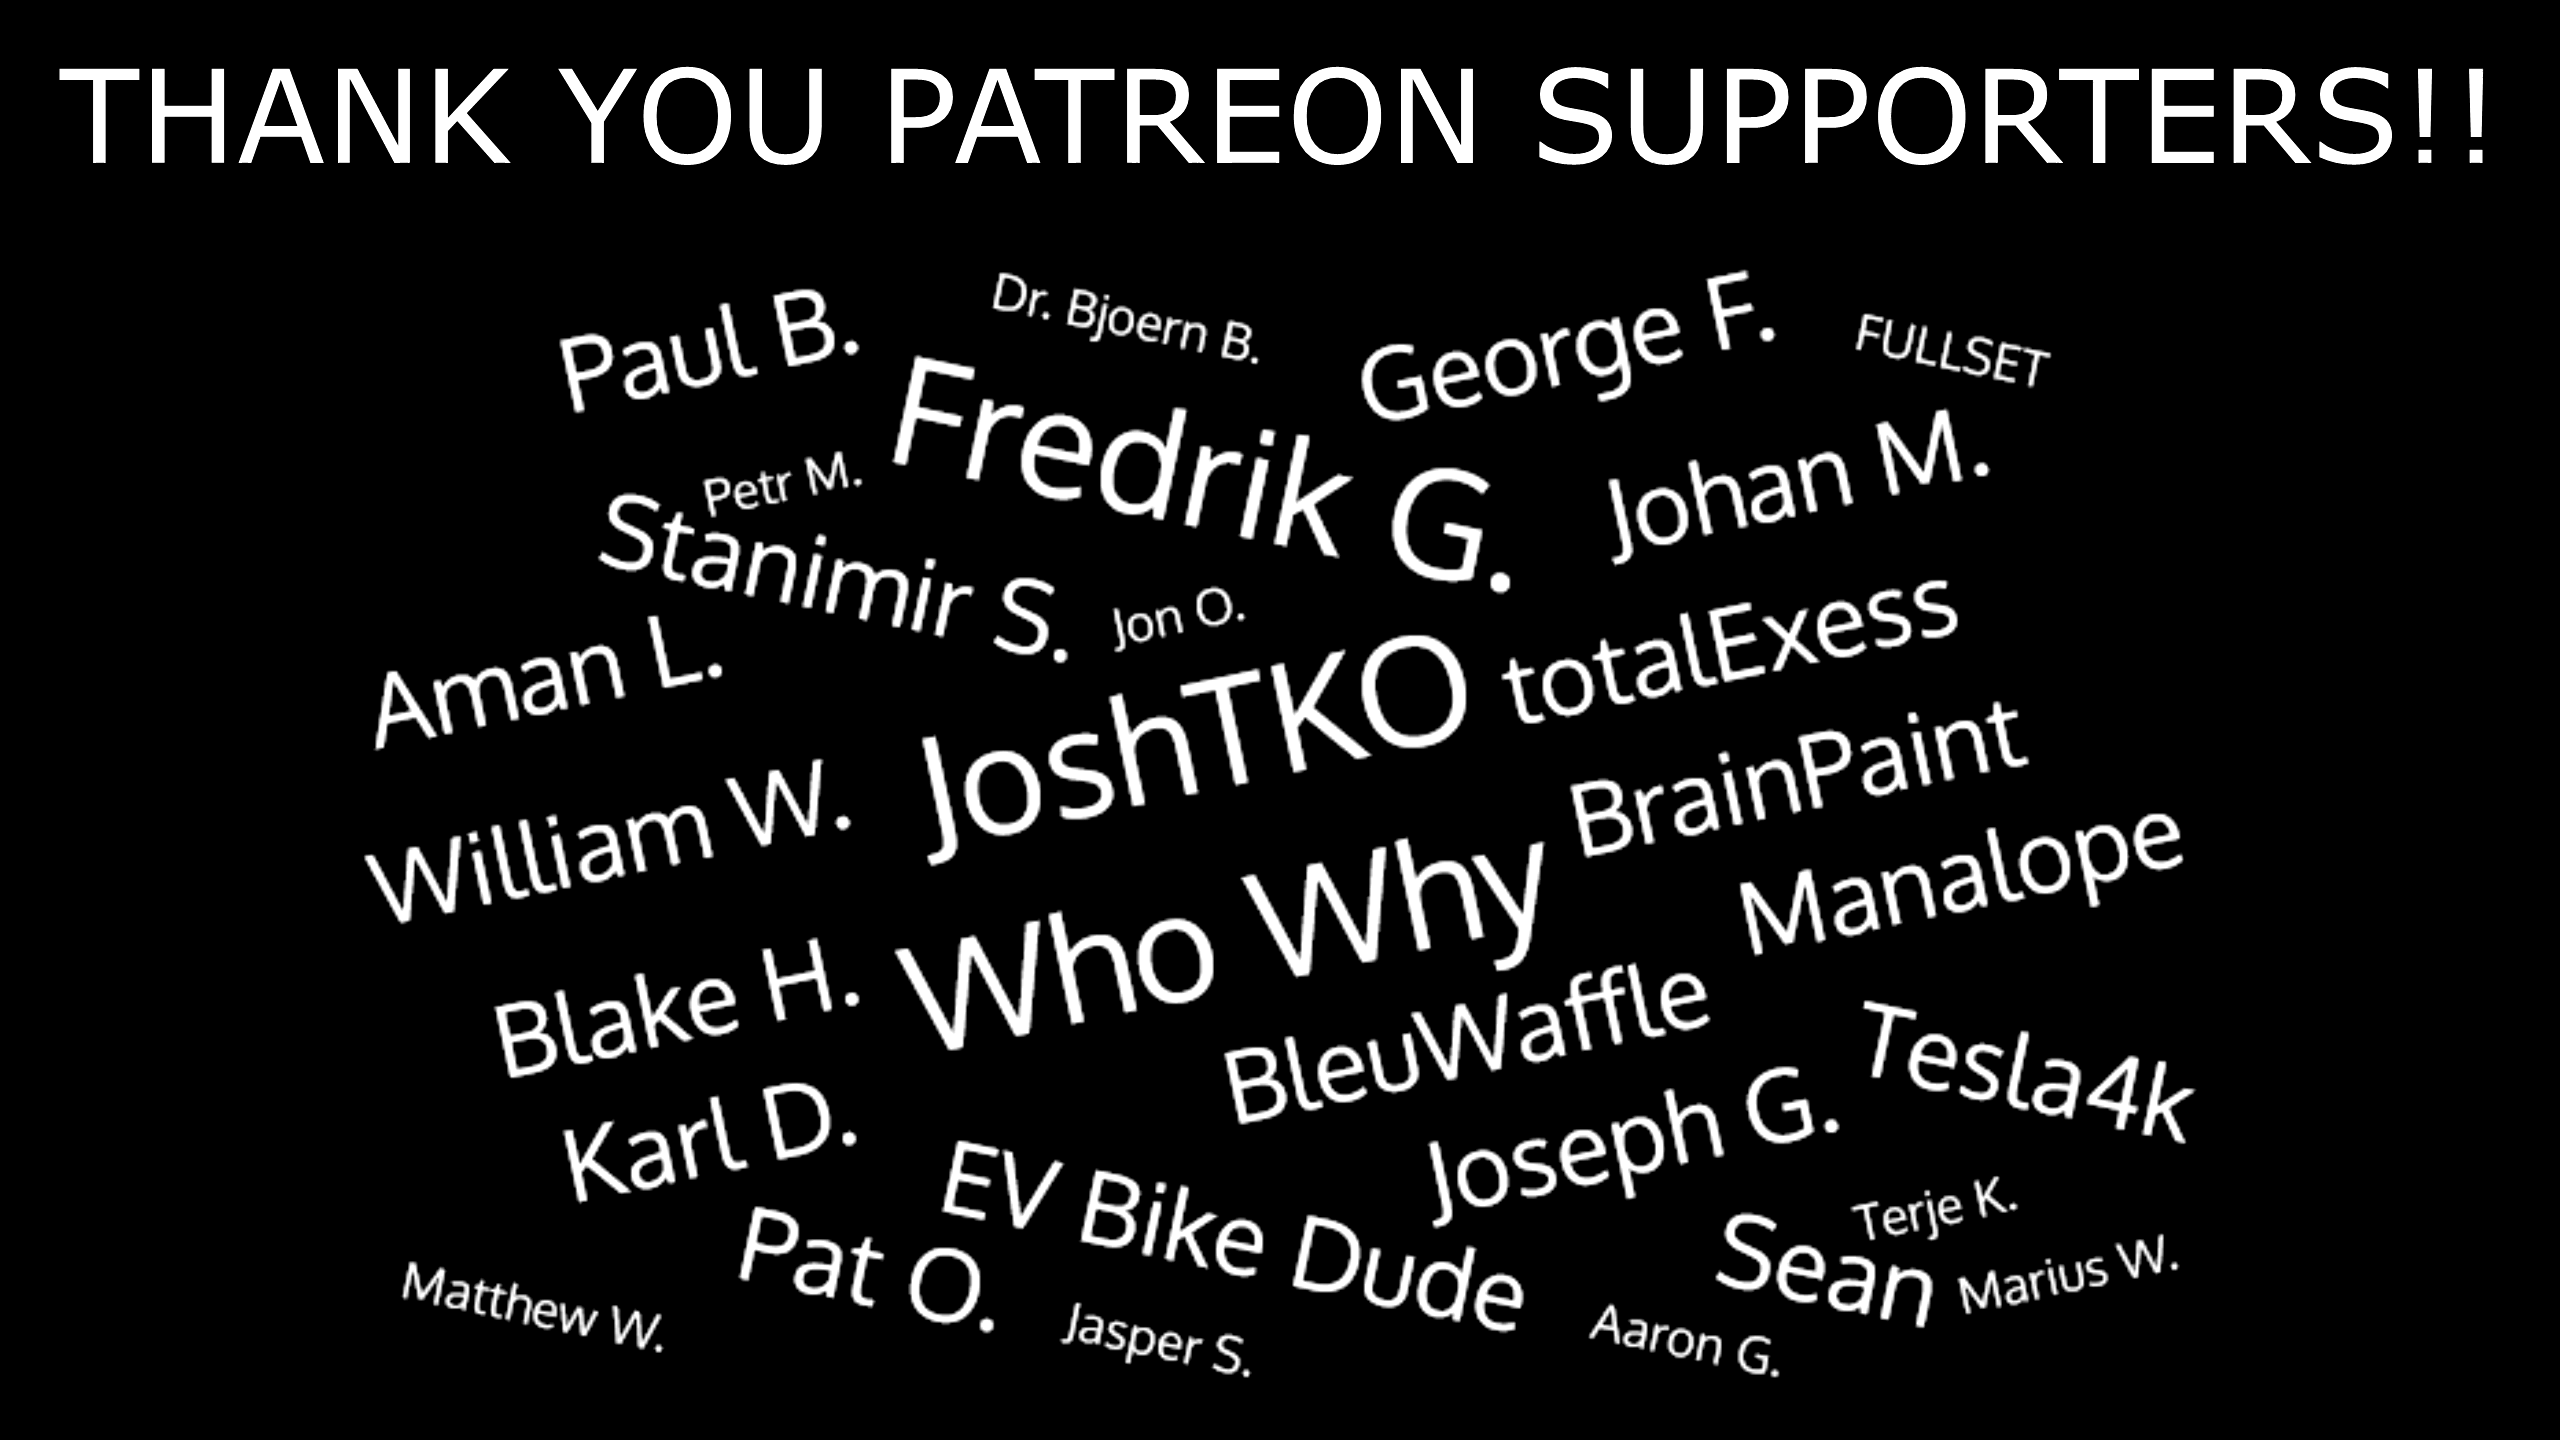 THANK YOU PATREON SUPPORTERS!!
Paul B.
Dr. Bjoern B.
George F.
FULLSET
Fredrik G.
Petr M.
Johan M.
Stanimir S.
Jon O.
totalExess
Aman L.
JoshTKO
William W.
BrainPaint
Who Why
Manalope
Blake H.
BleuWaffle
Tesla4k
Karl D.
Joseph G.
EV Bike Dude
Terje K.
Pat O.
Sean
Marius W.
Matthew W.
Jasper S.
Aaron G.